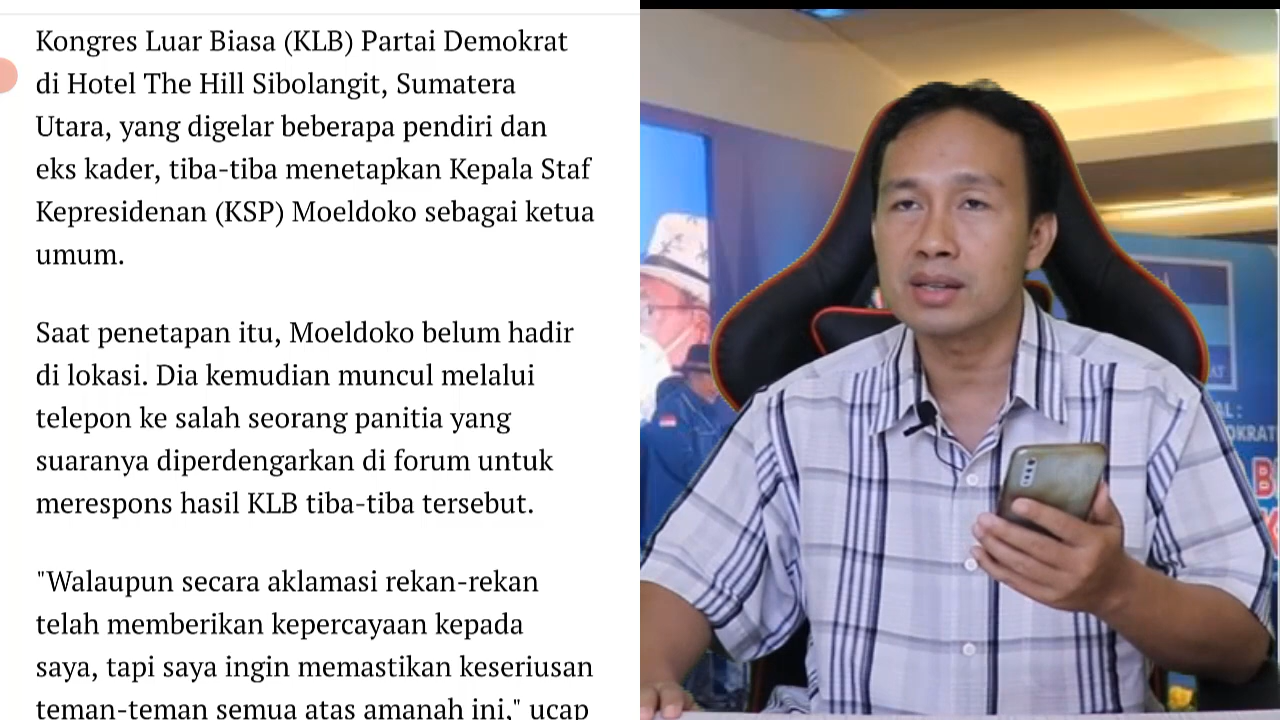 Kongres Luar Biasa (KLB) Partai Demokrat
di Hotel The Hill Sibolangit, Sumatera
Utara, yang digelar beberapa pendiri dan
eks kader, tiba-tiba menetapkan Kepala Staf
Kepresidenan (KSP) Moeldoko sebagai ketua
umum.
Saat penetapan itu, Moeldoko belum hadir
di lokasi. Dia kemudian muncul melalui
telepon ke salah seorang panitia yang
suaranya diperdengarkan di forum untuk
merespons hasil KLB tiba-tiba tersebut.
"Walaupun secara aklamasi rekan-rekan
telah memberikan kepercayaan kepada
saya, tapi saya ingin memastikan keseriusan
teman-teman semua atas amanah ini," ucap